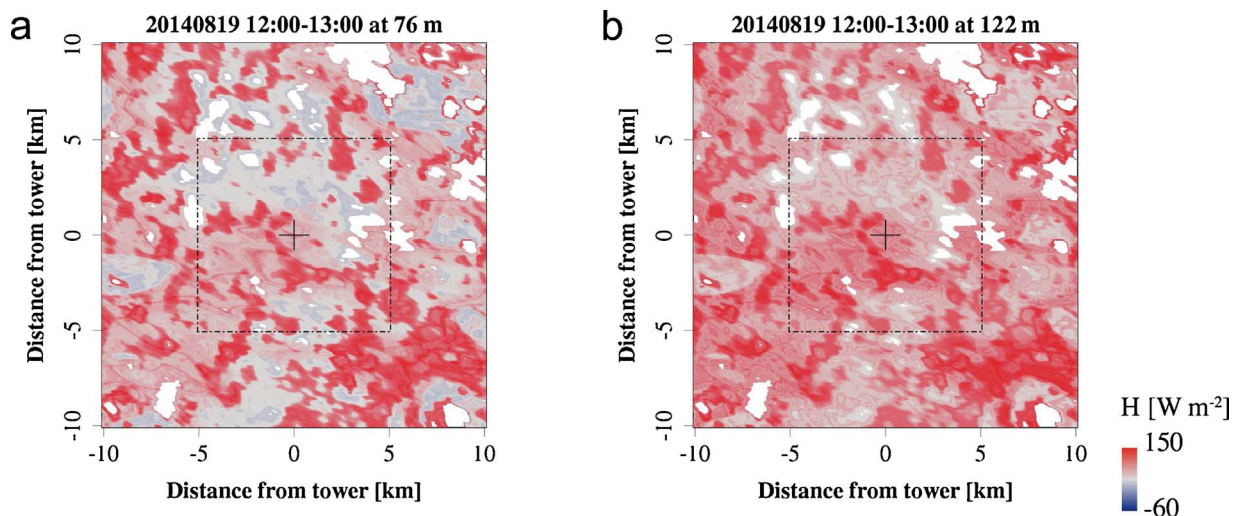 a
20140819 12:00-13:00 at 76 m
Distance from tower [km]
10
5
0
-5
-10
-10 -5 0 5 10
Distance from tower [km]
b
20140819 12:00-13:00 at 122 m
Distance from tower [km]
10
5
0
-5
-10
-10 -5 0 5 10
Distance from tower [km]
H [W m⁻²]
150
-60